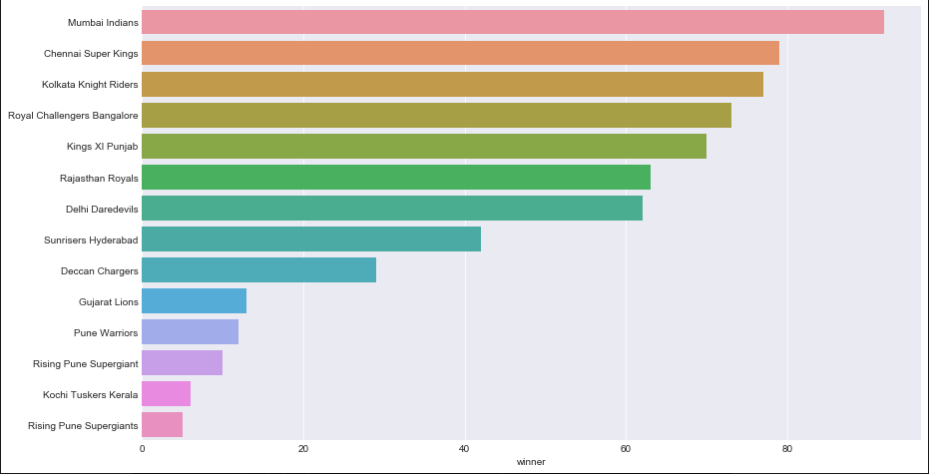 Mumbai Indians
Chennai Super Kings
Kolkata Knight Riders
Royal Challengers Bangalore
Kings XI Punjab
Rajasthan Royals
Delhi Daredevils
Sunrisers Hyderabad
Deccan Chargers
Gujarat Lions
Pune Warriors
Rising Pune Supergiant
Kochi Tuskers Kerala
Rising Pune Supergiants
0 20 40 60 80
winner